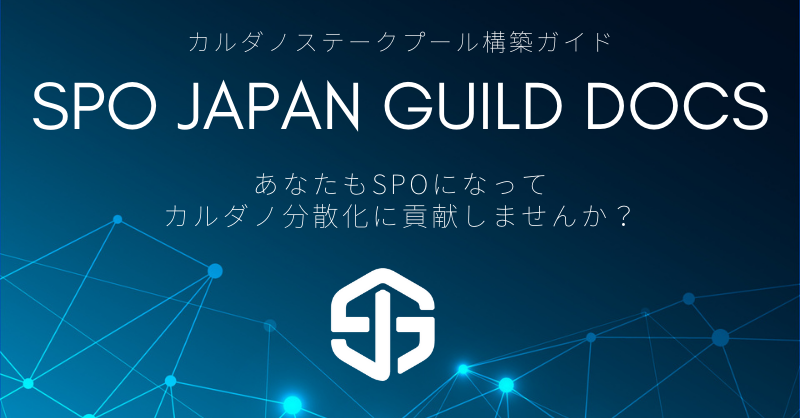 カルダノステークプール構築ガイド
SPO JAPAN GUILD DOCS
あなたもSPOになって
カルダノ分散化に貢献しませんか？